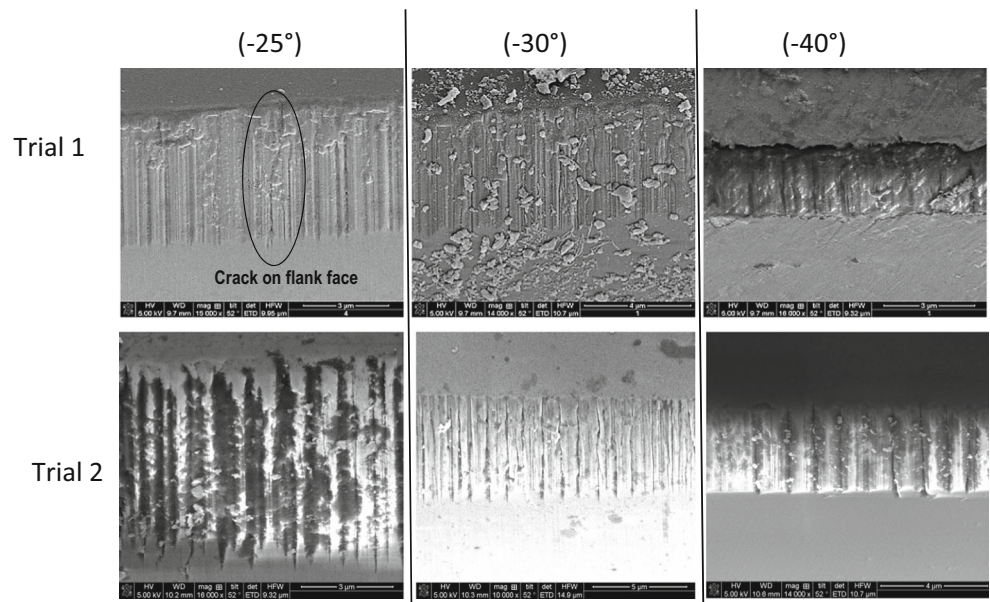 (-25°) (-30°) (-40°)
Trial 1
Crack on flank face
HV WD mag ⊞ tilt det HFW 3 µm
5.00 kV 9.7 mm 15 000 x 52 ° ETD 9.95 µm 4
HV WD mag ⊞ tilt det HFW 4 µm
5.00 kV 9.7 mm 14 000 x 52 ° ETD 10.7 µm 1
HV WD mag ⊞ tilt det HFW 3 µm
5.00 kV 9.7 mm 16 000 x 52 ° ETD 9.32 µm 1
Trial 2
HV WD mag ⊞ tilt det HFW 3 µm
5.00 kV 10.2 mm 16 000 x 52 ° ETD 9.32 µm
HV WD mag ⊞ tilt det HFW 5 µm
5.00 kV 10.3 mm 10 000 x 52 ° ETD 14.9 µm
HV WD mag ⊞ tilt det HFW 4 µm
5.00 kV 10.6 mm 14 000 x 52 ° ETD 10.7 µm